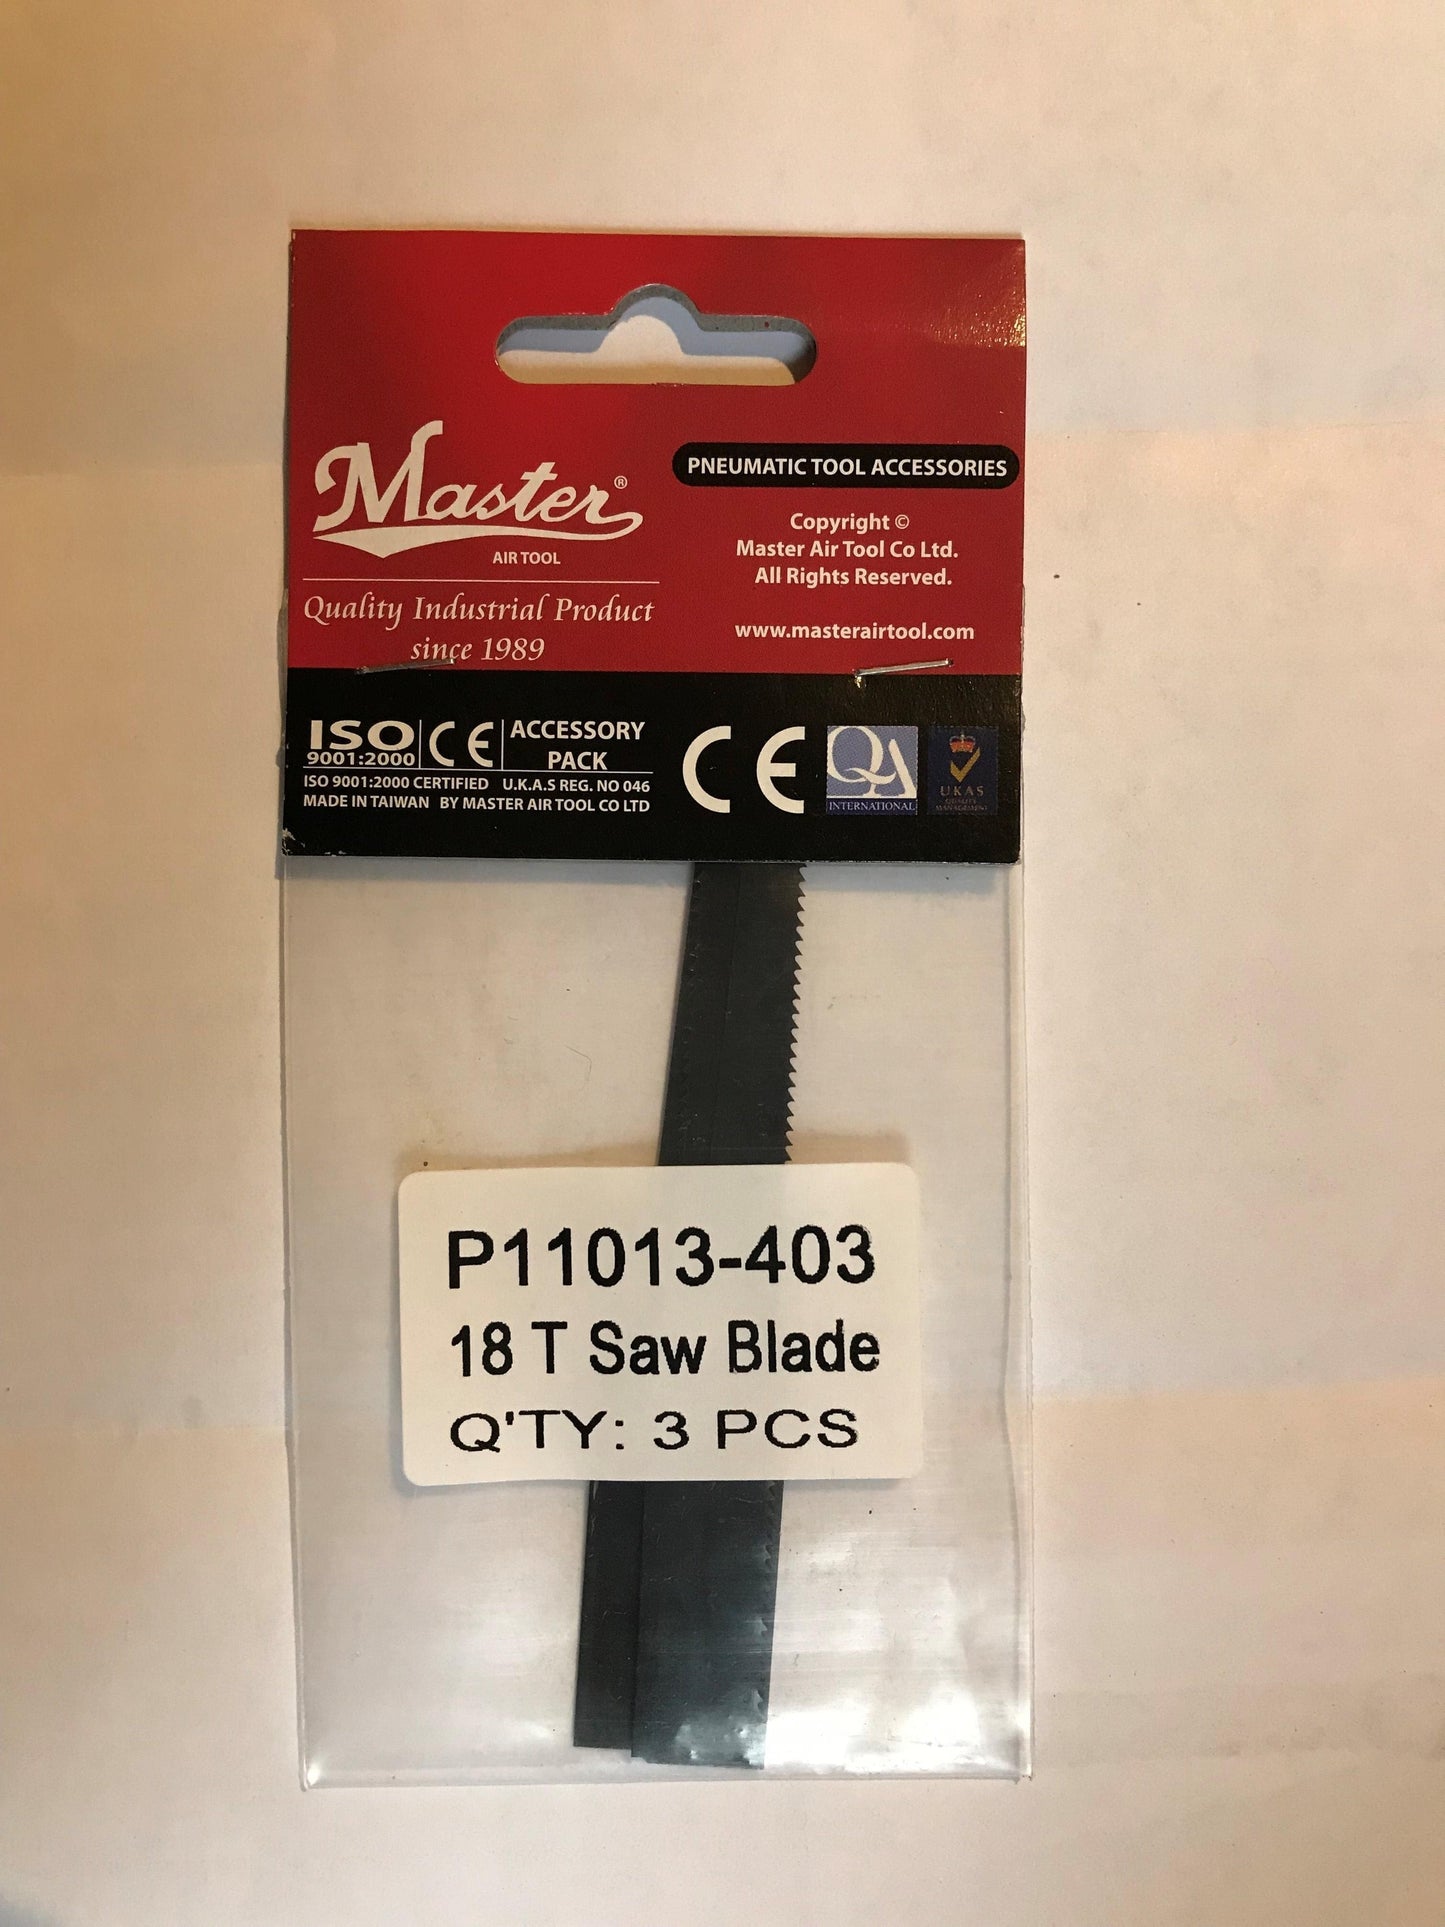 Master®
AIR TOOL
Quality Industrial Product
since 1989
PNEUMATIC TOOL ACCESSORIES
Copyright ©
Master Air Tool Co Ltd.
All Rights Reserved.
www.masterairtool.com
ISO
9001:2000
CE
ACCESSORY
PACK
ISO 9001:2000 CERTIFIED U.K.A.S REG. NO 046
MADE IN TAIWAN BY MASTER AIR TOOL CO LTD
CE
QA
INTERNATIONAL
UKAS
QUALITY
MANAGEMENT
P11013-403
18 T Saw Blade
Q'TY: 3 PCS